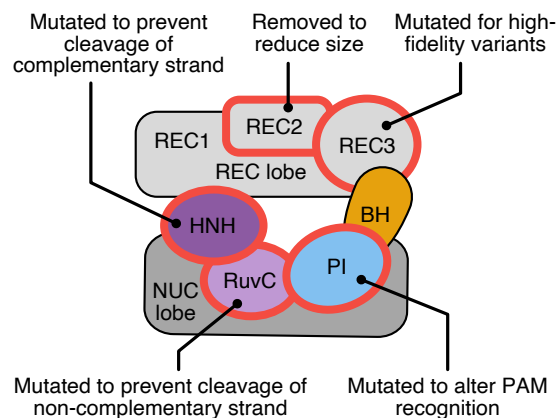 Mutated to prevent
cleavage of
complementary strand
Removed to
reduce size
Mutated for high-
fidelity variants
REC1
REC2
REC3
REC lobe
HNH
BH
RuvC
PI
NUC
lobe
Mutated to prevent cleavage of
non-complementary strand
Mutated to alter PAM
recognition